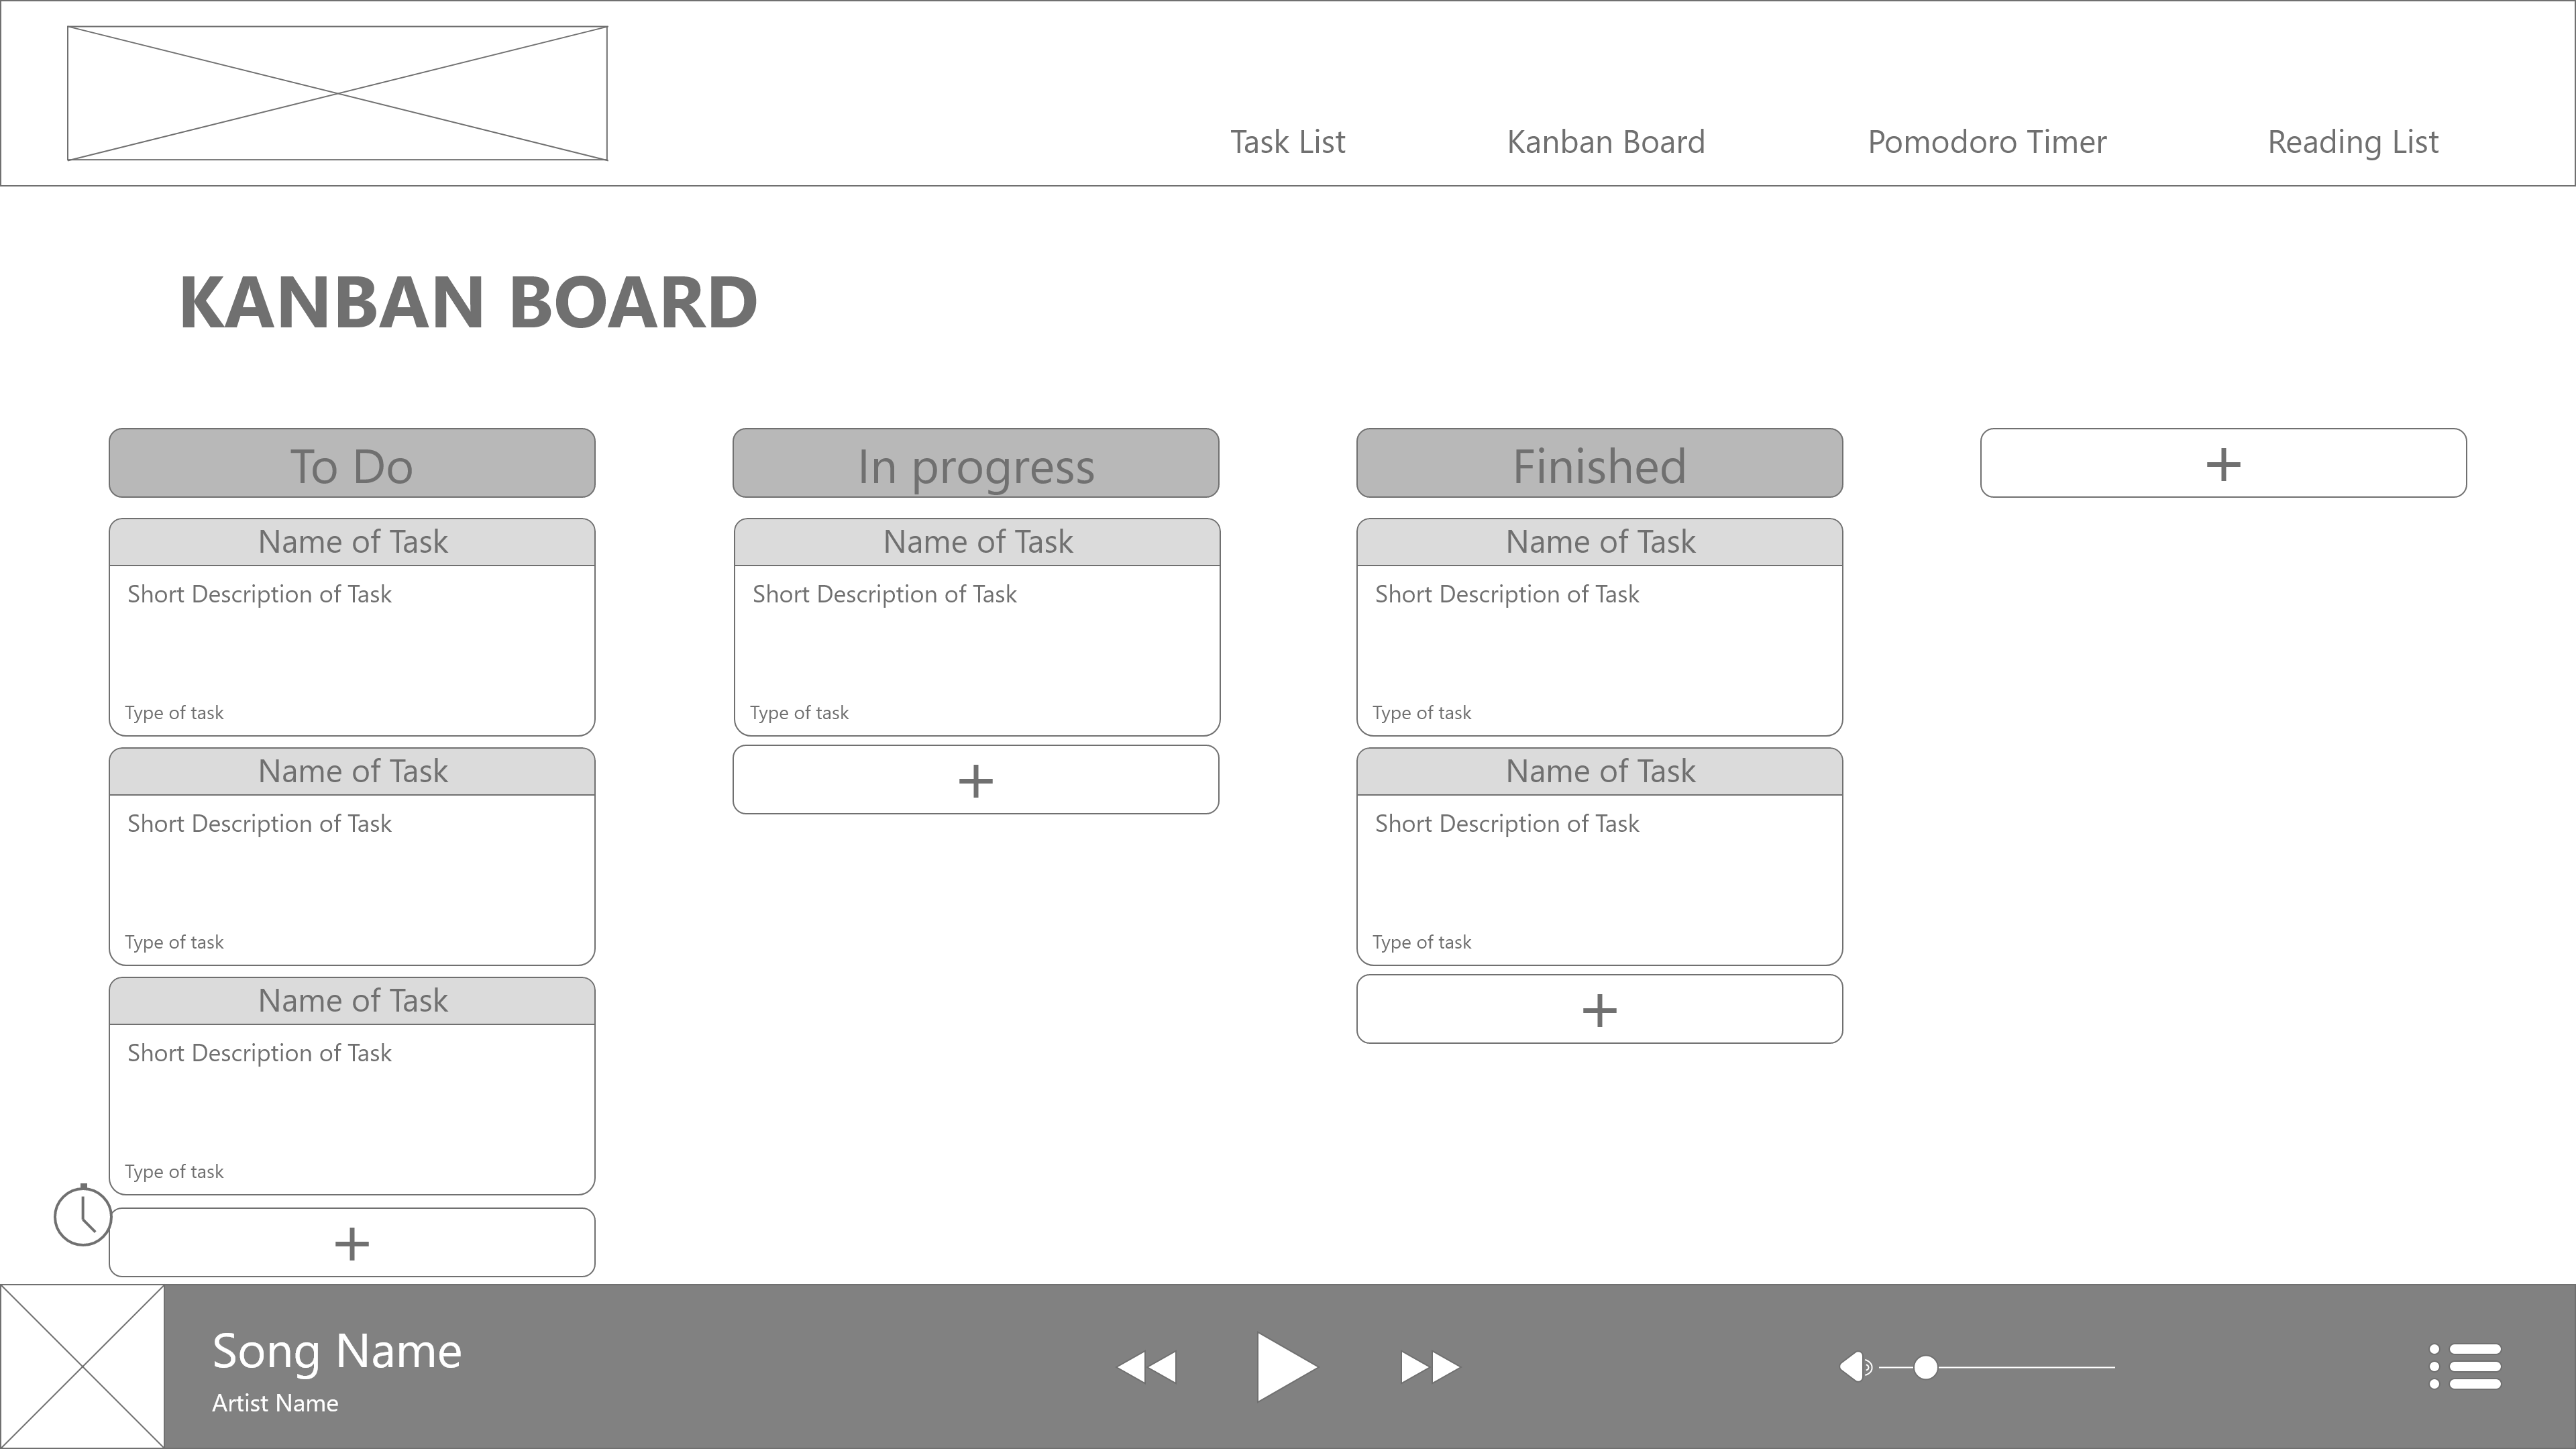 Task List
Kanban Board
Pomodoro Timer
Reading List
KANBAN BOARD
To Do
Name of Task
Short Description of Task
Type of task
Name of Task
Short Description of Task
Type of task
Name of Task
Short Description of Task
Type of task
+
In progress
Name of Task
Short Description of Task
Type of task
+
Finished
Name of Task
Short Description of Task
Type of task
Name of Task
Short Description of Task
Type of task
+
+
Song Name
Artist Name